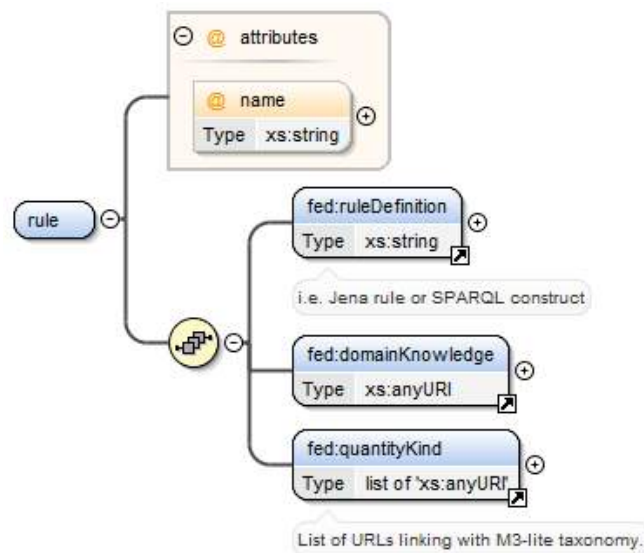 @ attributes
@ name
Type xs:string
rule
fed:ruleDefinition
Type xs:string
i.e. Jena rule or SPARQL construct
fed:domainKnowledge
Type xs:anyURI
fed:quantityKind
Type list of 'xs:anyURI'
List of URLs linking with M3-lite taxonomy.